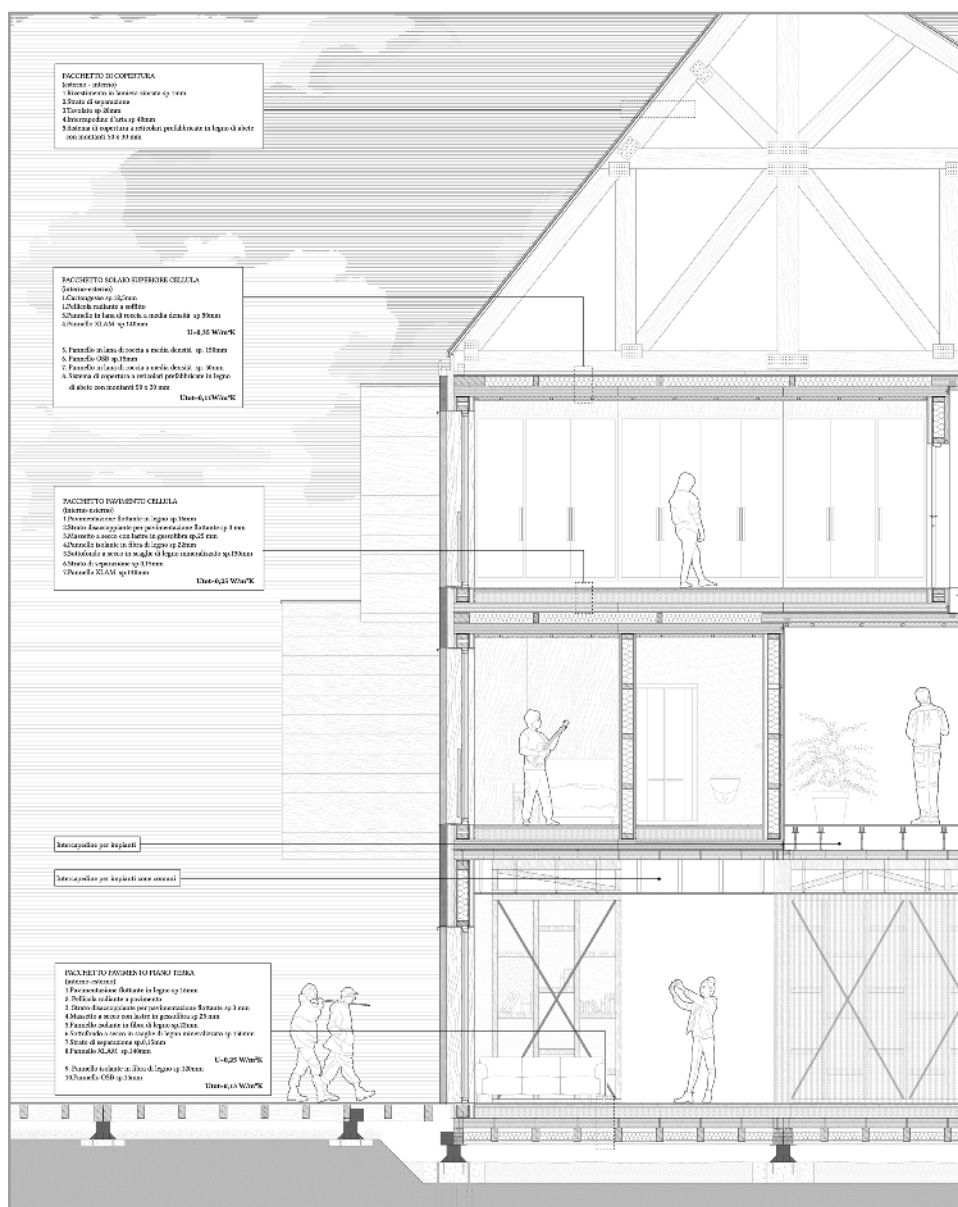 PACCHETTO DI COPERTURA
(esterno - interno)
1.Rivestimento in lamiera zincata sp 1mm
2.Strato di separazione
3.Tavolato sp 20mm
4.Intercapedine d'aria sp 40mm
5.Sistema di copertura a reticolari prefabbricate in legno di abete
con montanti 50 x 30 mm
PACCHETTO SOLAIO SUPERIORE CELLULA
(interno-esterno)
1.Cartongesso sp.12,5mm
1.Pellicola radiante a soffitto
3.Pannello in lana di roccia a media densità sp 50mm
4.Pannello XLAM sp 140mm
U=0,35 W/m²K
5. Pannello in lana di roccia a media densità sp. 150mm
6. Pannello OSB sp.15mm
7. Pannello in lana di roccia a media densità sp. 50mm
8. Sistema di copertura a reticolari prefabbricate in legno
di abete con montanti 50 x 30 mm
Utot=0,11W/m²K
PACCHETTO PAVIMENTO CELLULA
(interno-esterno)
1.Pavimentazione flottante in legno sp.16mm
2.Strato disaccoppiante per pavimentazione flottante sp.3 mm
3.Massetto a secco con lastre in gessofibra sp.25 mm
4.Pannello isolante in fibra di legno sp 22mm
5.Sottofondo a secco in scaglie di legno mineralizzato sp.150mm
6.Strato di separazione sp 0,15mm
7.Pannello XLAM sp.140mm
Utot=0,25 W/m²K
Intercapedine per impianti
Intercapedine per impianti zone comuni
PACCHETTO PAVIMENTO PIANO TERRA
(interno-esterno)
1.Pavimentazione flottante in legno sp.16mm
2. Pellicola radiante a pavimento
3. Strato disaccoppiante per pavimentazione flottante sp.3 mm
4.Massetto a secco con lastre in gessofibra sp 25 mm
5.Pannello isolante in fibra di legno sp.22mm
6.Sottofondo a secco in scaglie di legno mineralizzato
7.Strato di separazione sp.0,15mm
8.Pannello XLAM sp.140mm
U=0,25 W/m²K
9. Pannello isolante in fibra di legno sp.120mm
10.Pannello OSB sp.15mm
Utot=0,13 W/m²K